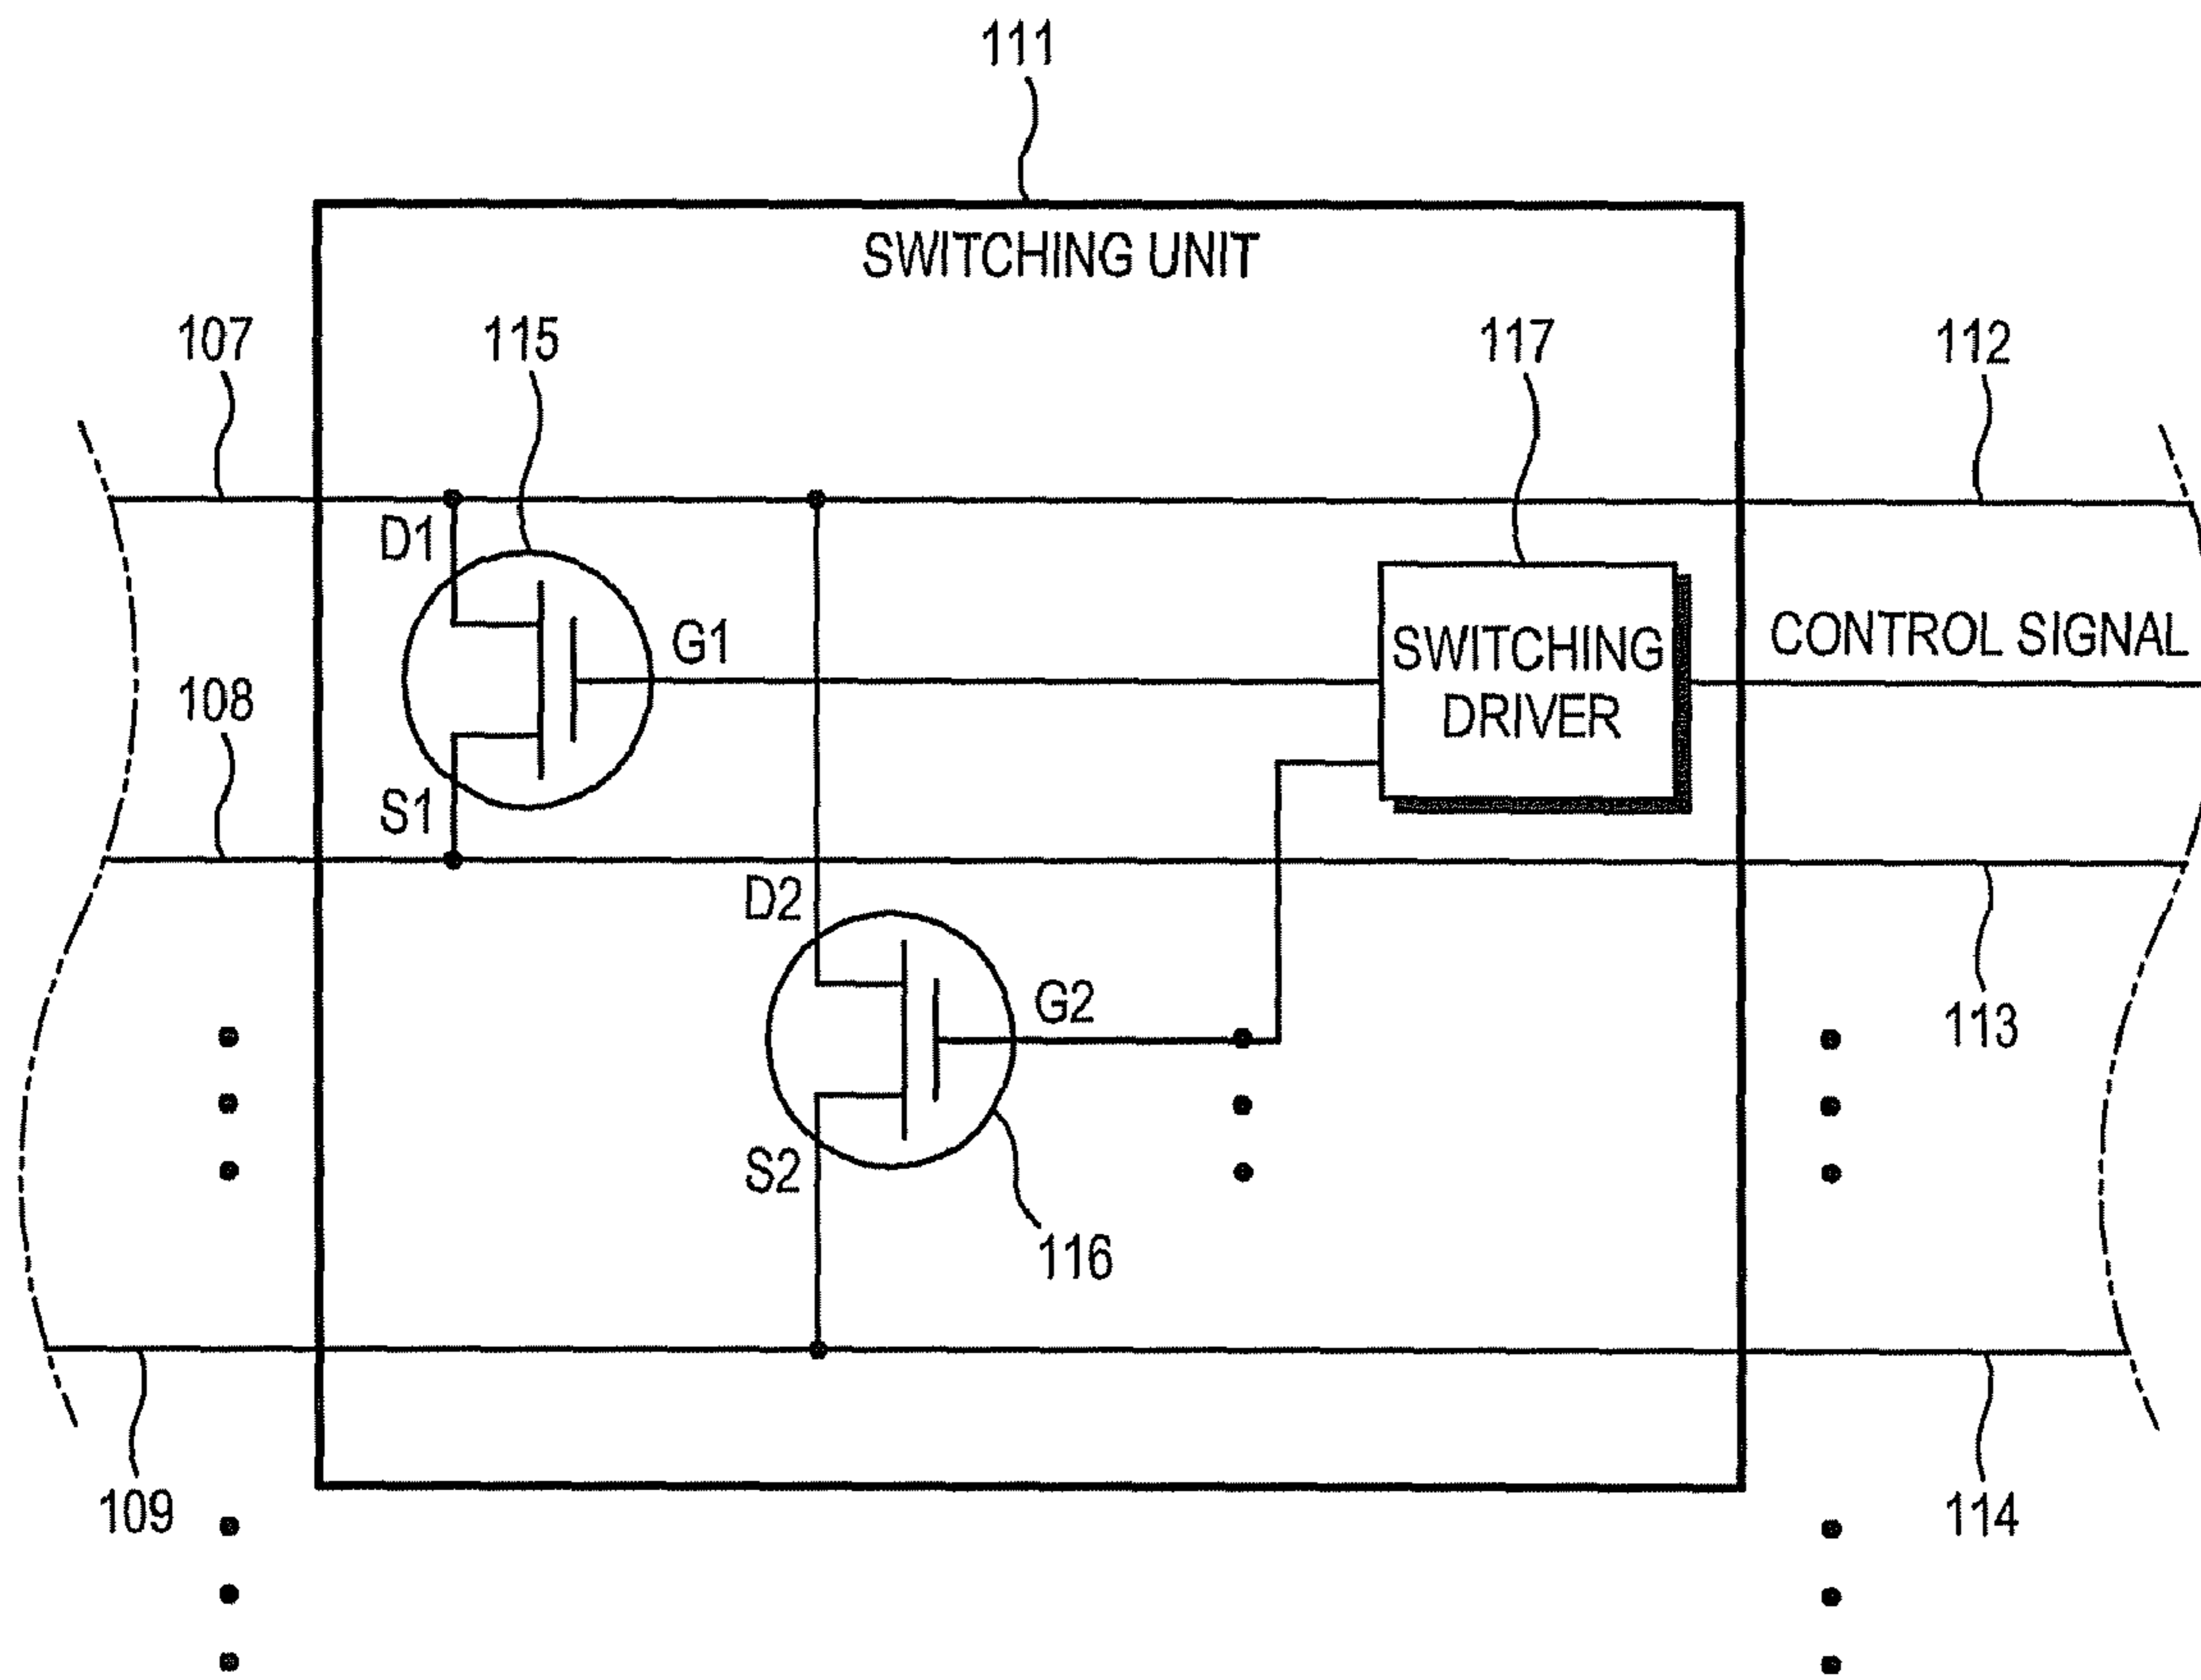 111
SWITCHING UNIT
107
115
117
112
D1
G1
SWITCHING
DRIVER
CONTROL SIGNAL
108
S1
D2
G2
113
S2
116
109
114